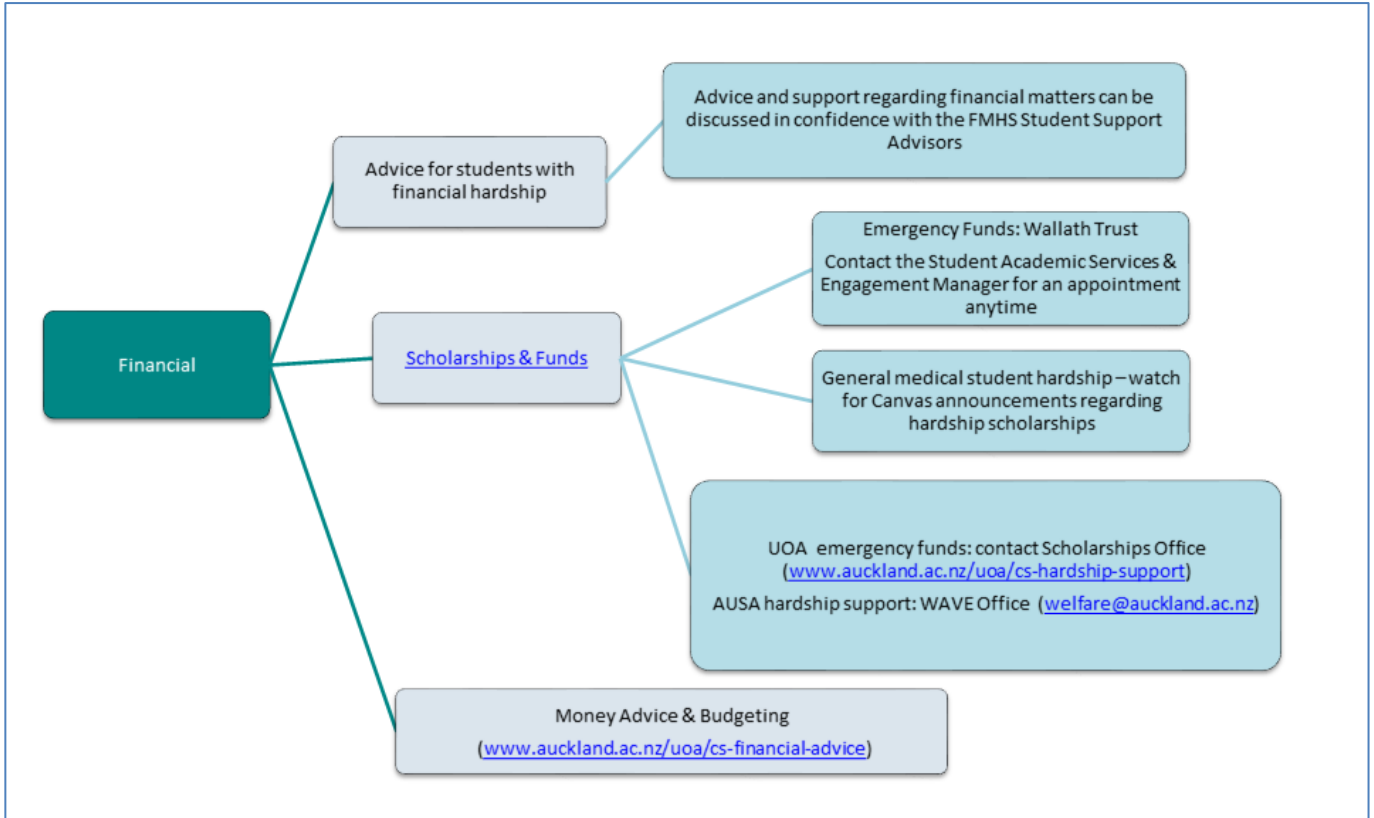 Financial
Advice for students with
financial hardship
Advice and support regarding financial matters can be
discussed in confidence with the FMHS Student Support
Advisors
Scholarships & Funds
Emergency Funds: Wallath Trust
Contact the Student Academic Services &
Engagement Manager for an appointment
anytime
General medical student hardship – watch
for Canvas announcements regarding
hardship scholarships
UOA  emergency funds: contact Scholarships Office
(www.auckland.ac.nz/uoa/cs-hardship-support)
AUSA hardship support: WAVE Office  (welfare@auckland.ac.nz)
Money Advice & Budgeting
(www.auckland.ac.nz/uoa/cs-financial-advice)